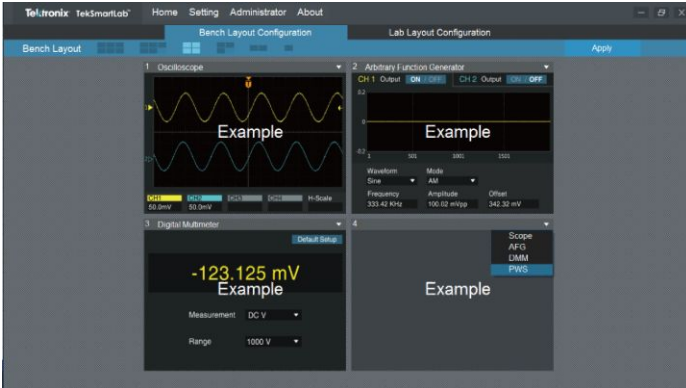 Tektronix TekSmartLab™ Home Setting Administrator About
Bench Layout Configuration Lab Layout Configuration
Bench Layout Apply
1 Oscilloscope
Example
CH1 CH2 CH3 CH4 H-Scale
50.0mV 50.0mV
2 Arbitrary Function Generator
CH 1 Output ON / OFF CH 2 Output ON / OFF
0.2
0
-0.2
1 501 1001 1501
Example
Waveform Mode
Sine AM
Frequency Amplitude Offset
333.42 KHz 100.02 mVpp 342.32 mV
3 Digital Multimeter
Default Setup
-123.125 mV
Example
Measurement DC V
Range 1000 V
4
Scope
AFG
DMM
PWS
Example